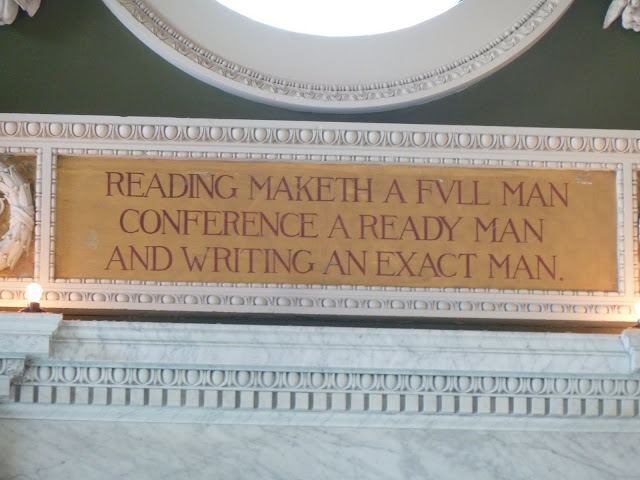 READING MAKETH A FVLL MAN
CONFERENCE A READY MAN
AND WRITING AN EXACT MAN.